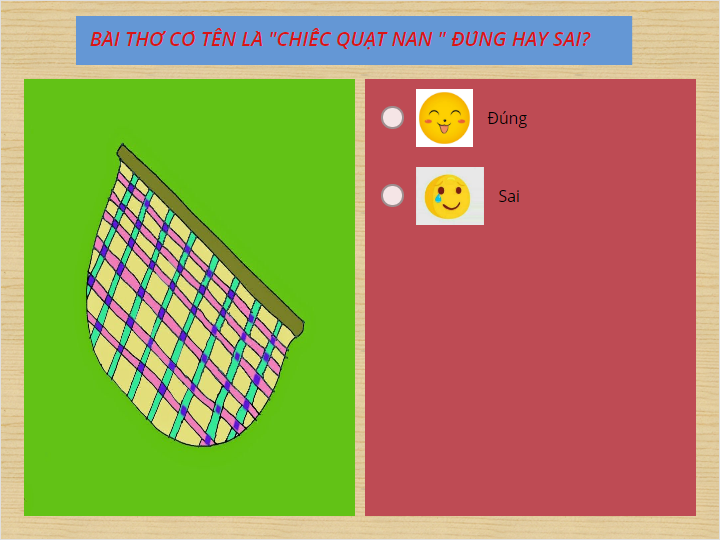 BÀI THƠ CÓ TÊN LÀ "CHIẾC QUẠT NAN " ĐÚNG HAY SAI?
Đúng
Sai